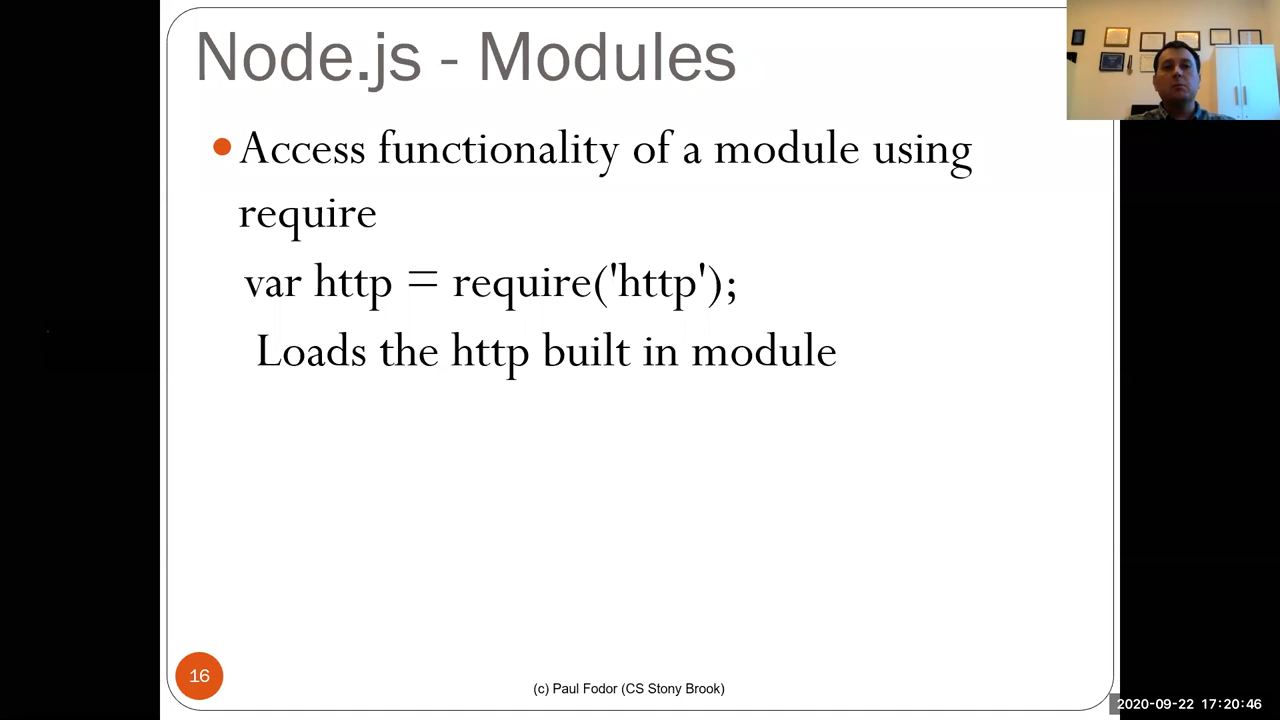 Node.js - Modules
Access functionality of a module using
require
var http = require('http');
Loads the http built in module
16
(c) Paul Fodor (CS Stony Brook)
2020-09-22 17:20:46